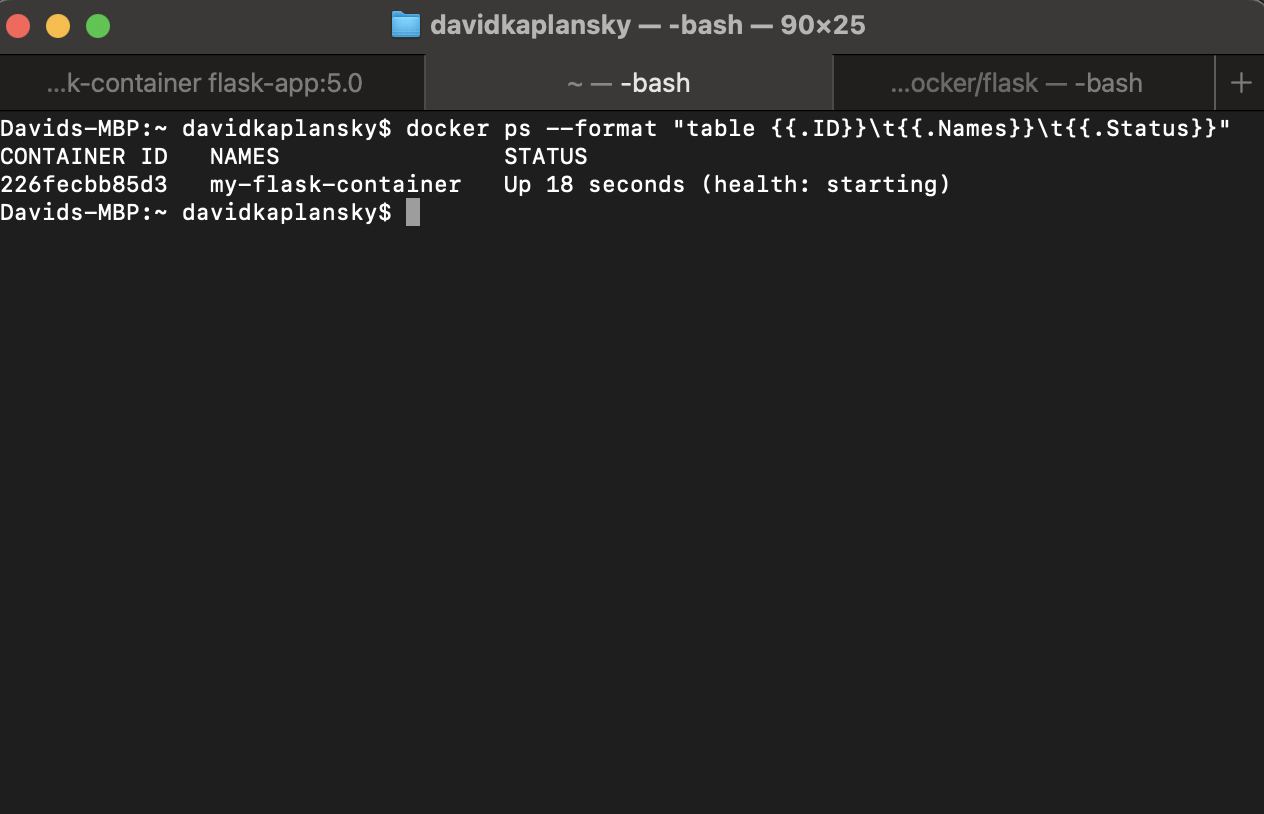 davidkaplansky — -bash — 90×25
...k-container flask-app:5.0
~ — -bash
...ocker/flask — -bash
+
Davids-MBP:~ davidkaplansky$ docker ps --format "table {{.ID}}\t{{.Names}}\t{{.Status}}"
CONTAINER ID   NAMES                STATUS
226fecbb85d3   my-flask-container   Up 18 seconds (health: starting)
Davids-MBP:~ davidkaplansky$